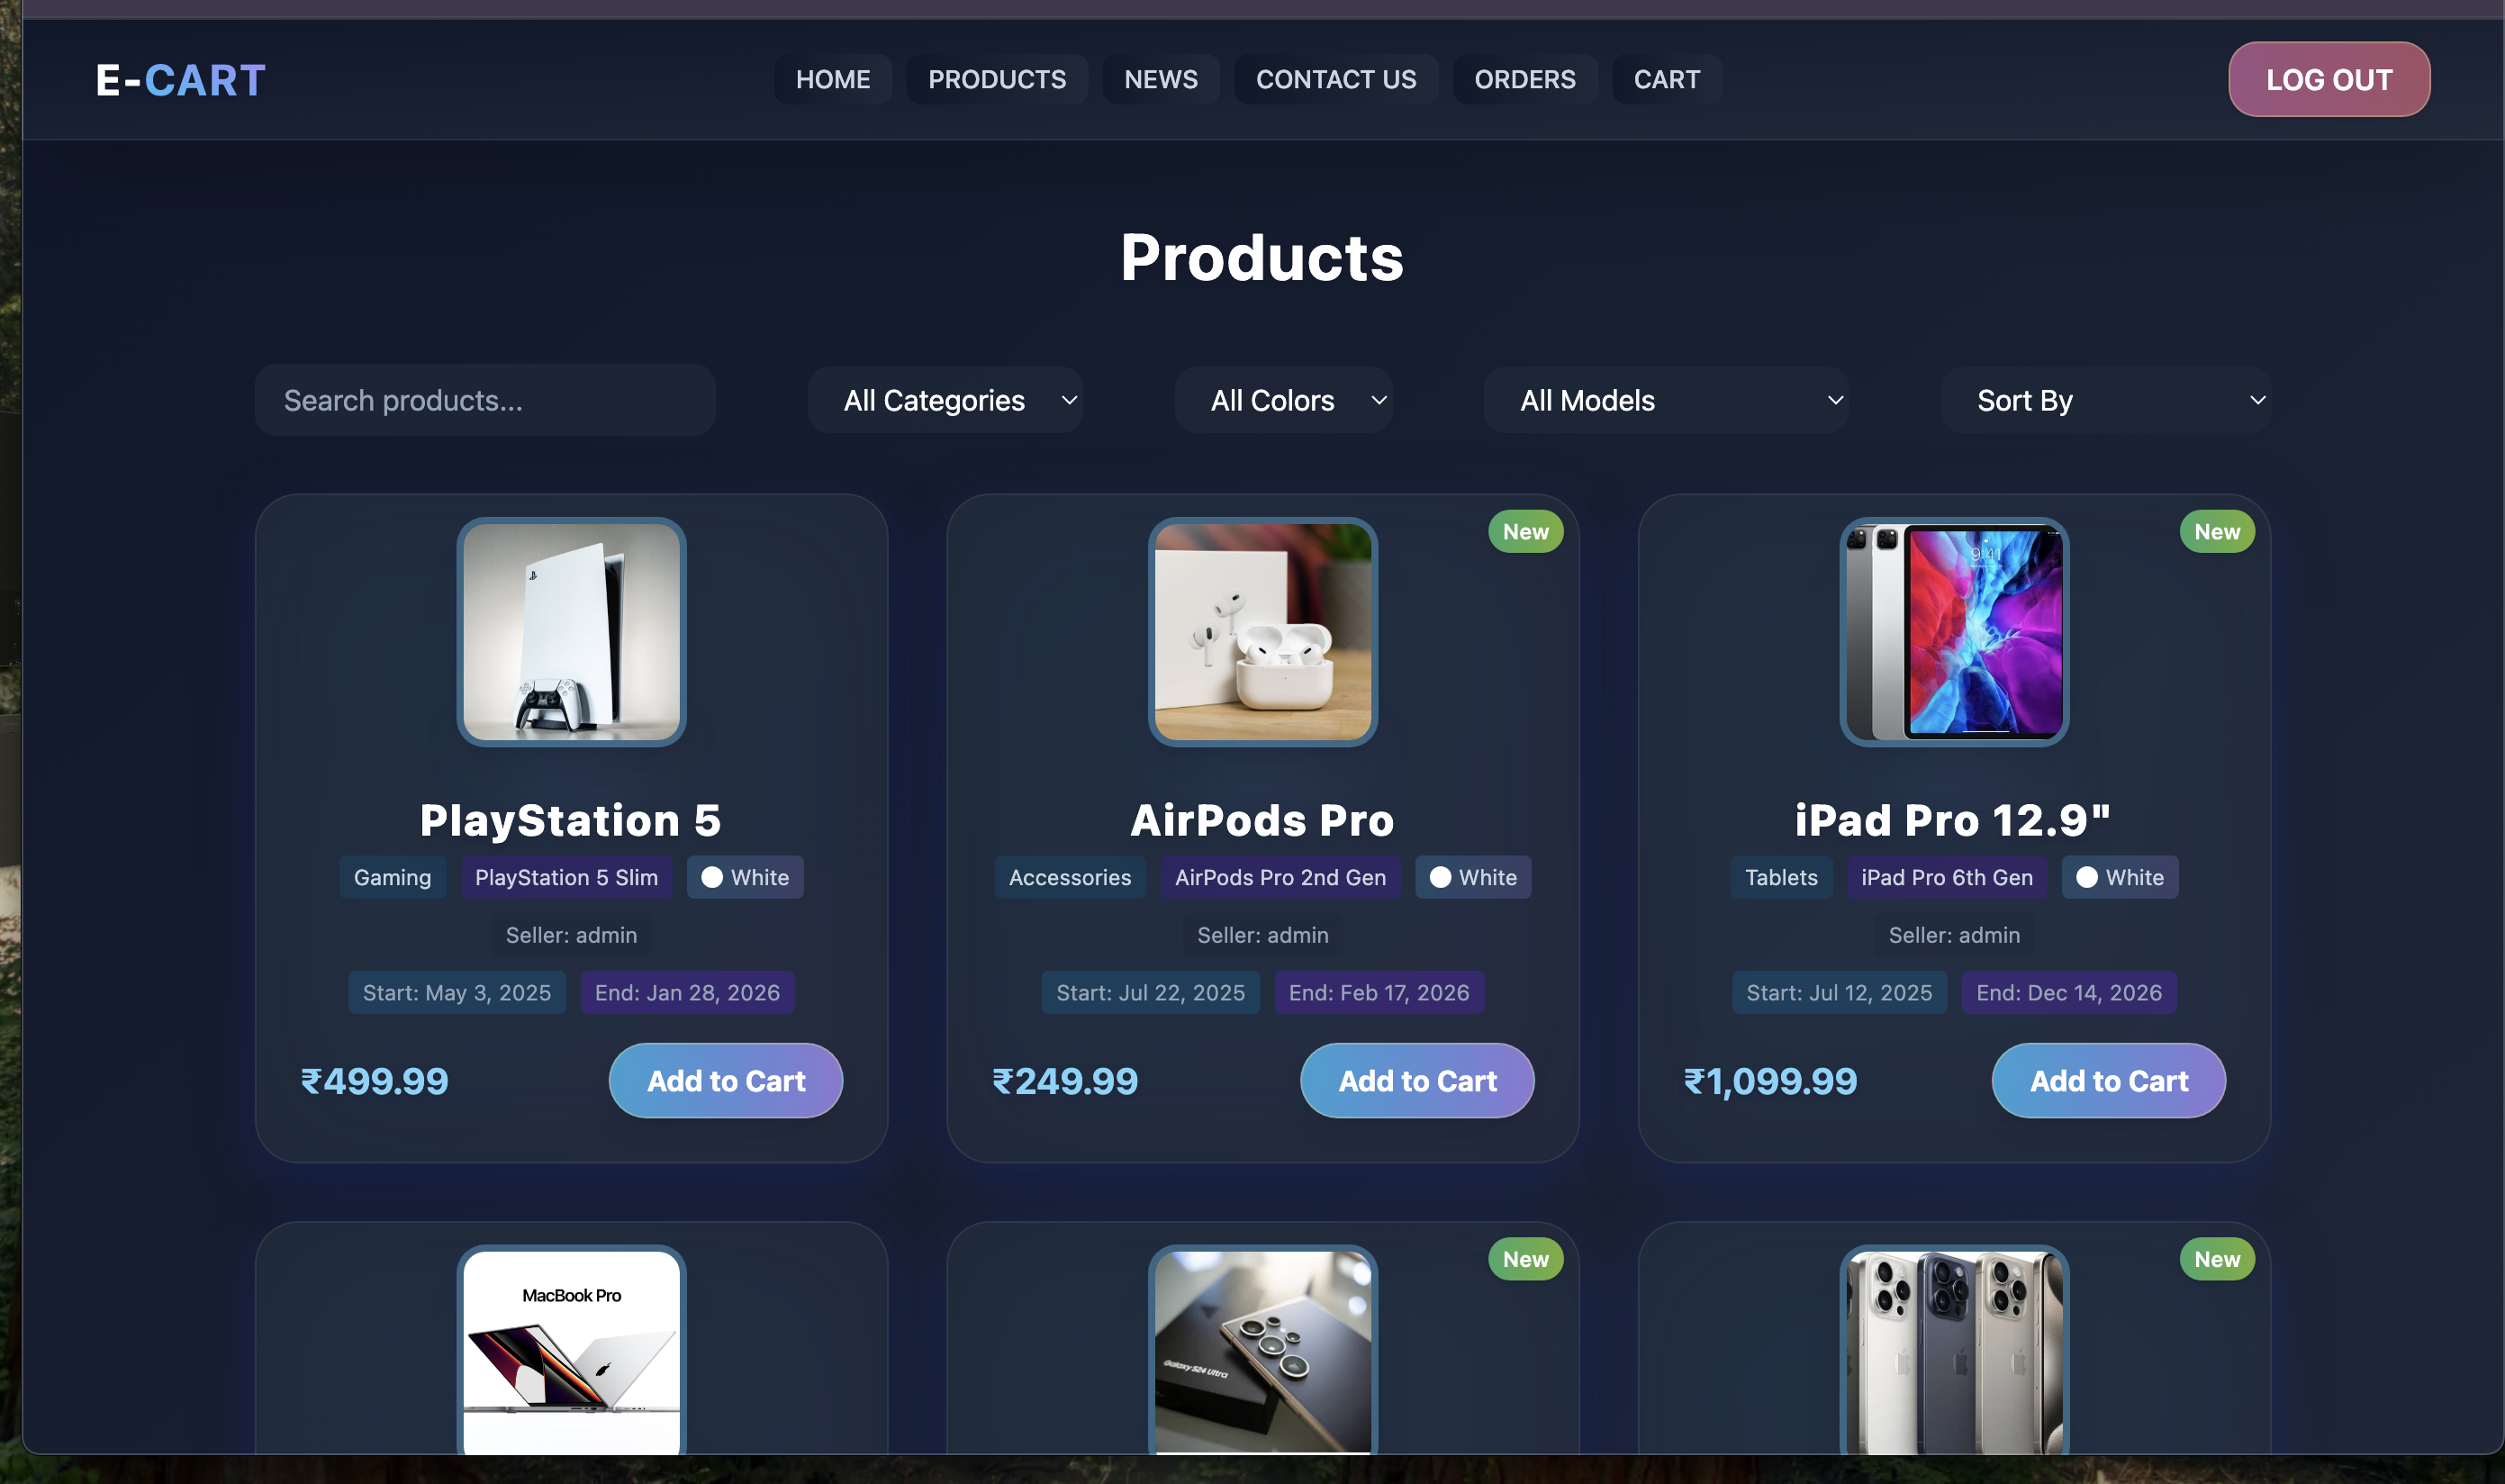 E-CART
HOME PRODUCTS NEWS CONTACT US ORDERS CART
LOG OUT
Products
Search products...
All Categories
All Colors
All Models
Sort By
PlayStation 5
Gaming PlayStation 5 Slim White
Seller: admin
Start: May 3, 2025 End: Jan 28, 2026
₹499.99 Add to Cart
New
AirPods Pro
Accessories AirPods Pro 2nd Gen White
Seller: admin
Start: Jul 22, 2025 End: Feb 17, 2026
₹249.99 Add to Cart
New
9:41
iPad Pro 12.9"
Tablets iPad Pro 6th Gen White
Seller: admin
Start: Jul 12, 2025 End: Dec 14, 2026
₹1,099.99 Add to Cart
MacBook Pro
New
Galaxy S24 Ultra
New